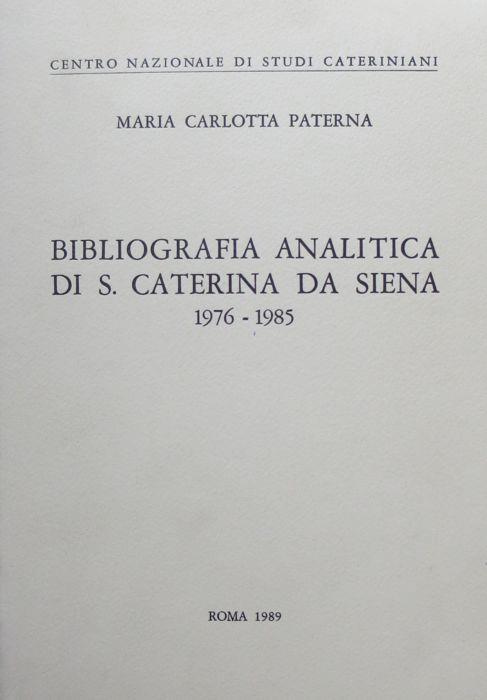 CENTRO NAZIONALE DI STUDI CATERINIANI
MARIA CARLOTTA PATERNA
BIBLIOGRAFIA ANALITICA
DI S. CATERINA DA SIENA
1976 - 1985
ROMA 1989